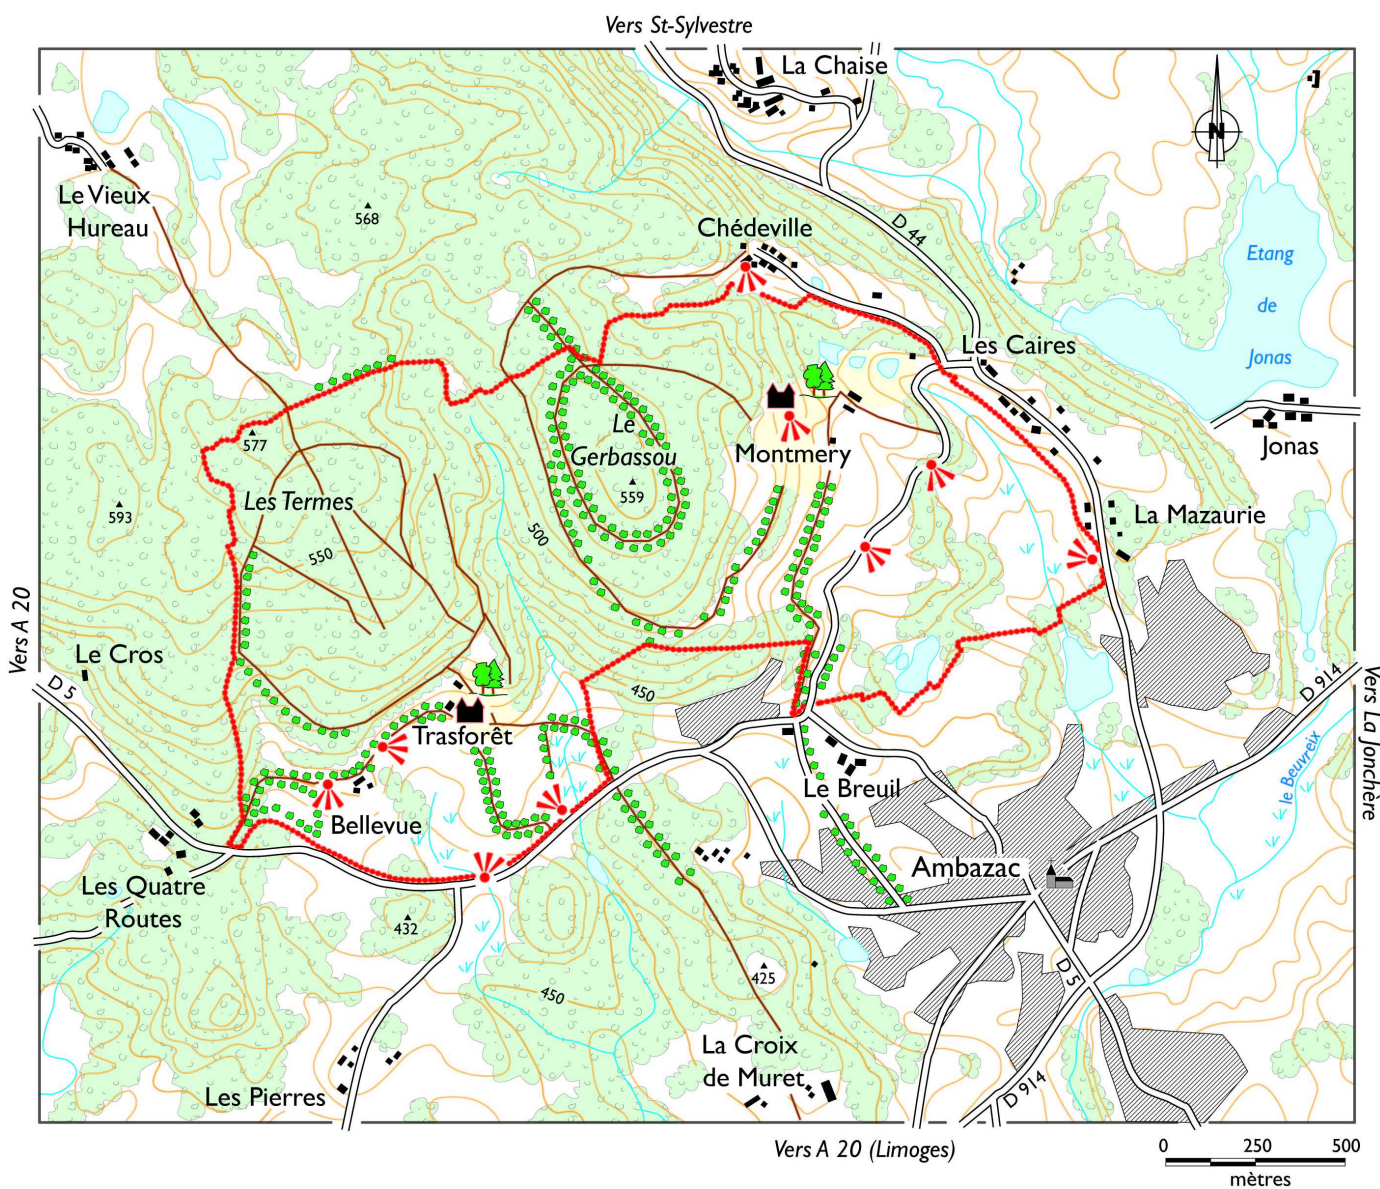 Vers St-Sylvestre
La Chaise
N
Le Vieux
Hureau
568
Chédeville
D 44
Etang
de
Jonas
Les Caires
Le
Gerbassou
559
Montmery
Jonas
577
Les Termes
593
550
500
La Mazaurie
Vers A 20
Le Cros
D 5
450
D 914
Vers La Jonchère
Trasforêt
le Beuvreix
Le Breuil
Bellevue
Ambazac
Les Quatre
Routes
432
425
D 5
450
La Croix
de Muret
Les Pierres
D 914
Vers A 20 (Limoges)
0 250 500
mètres